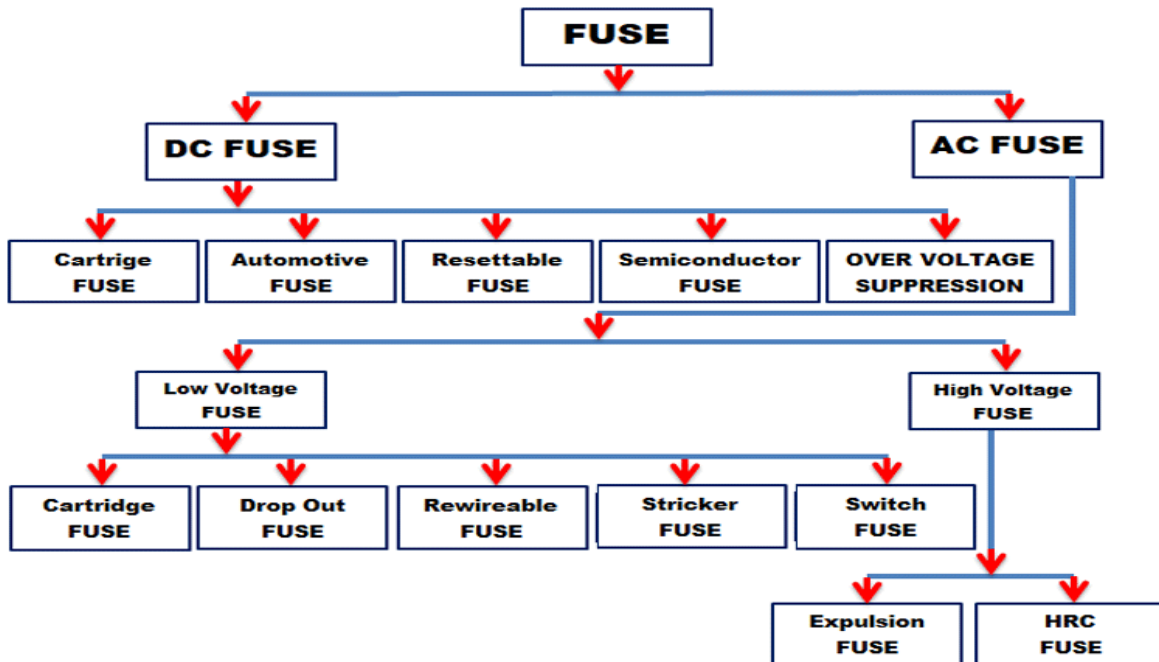 FUSE
DC FUSE
AC FUSE
Cartrige
FUSE
Automotive
FUSE
Resettable
FUSE
Semiconductor
FUSE
OVER VOLTAGE
SUPPRESSION
Low Voltage
FUSE
High Voltage
FUSE
Cartridge
FUSE
Drop Out
FUSE
Rewireable
FUSE
Stricker
FUSE
Switch
FUSE
Expulsion
FUSE
HRC
FUSE